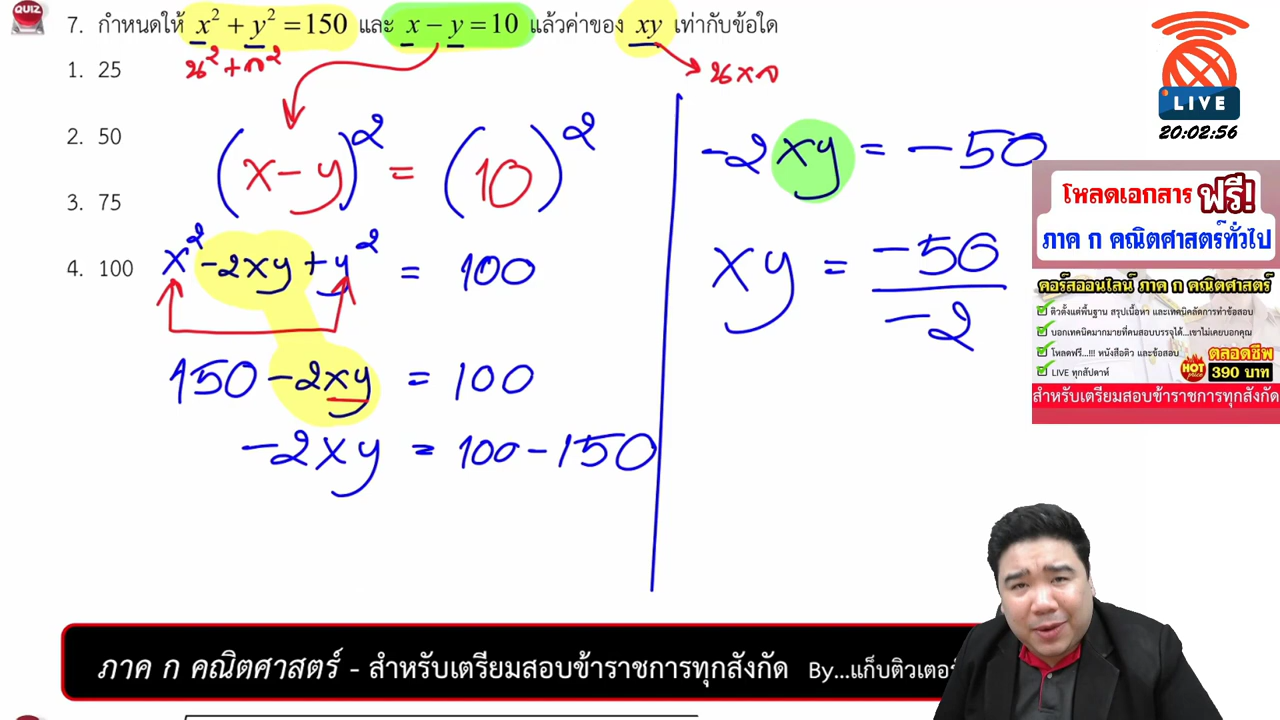 QUIZ
7. กำหนดให้ x² + y² = 150 และ x − y = 10 แล้วค่าของ xy เท่ากับข้อใด
น² + ล²
น x ล
1. 25
2. 50
3. 75
4. 100
(x − y)² = (10)²
x² − 2xy + y² = 100
150 − 2xy = 100
−2xy = 100 − 150
−2xy = −50
xy = −50
−2
LIVE
20:02:56
โหลดเอกสาร ฟรี!
ภาค ก คณิตศาสตร์ทั่วไป
คอร์สออนไลน์ ภาค ก คณิตศาสตร์
ติวตั้งแต่พื้นฐาน สรุปเนื้อหา และเทคนิคลัดการทำข้อสอบ
บอกเทคนิคมากมายที่คนสอบบรรจุได้...เขาไม่เคยบอกคุณ
โหลดฟรี...!!! หนังสือติว และข้อสอบ
LIVE ทุกสัปดาห์
HOT price
ตลอดชีพ
390 บาท
สำหรับเตรียมสอบข้าราชการทุกสังกัด
ภาค ก คณิตศาสตร์ - สำหรับเตรียมสอบข้าราชการทุกสังกัด By...แก็บติวเตอร์